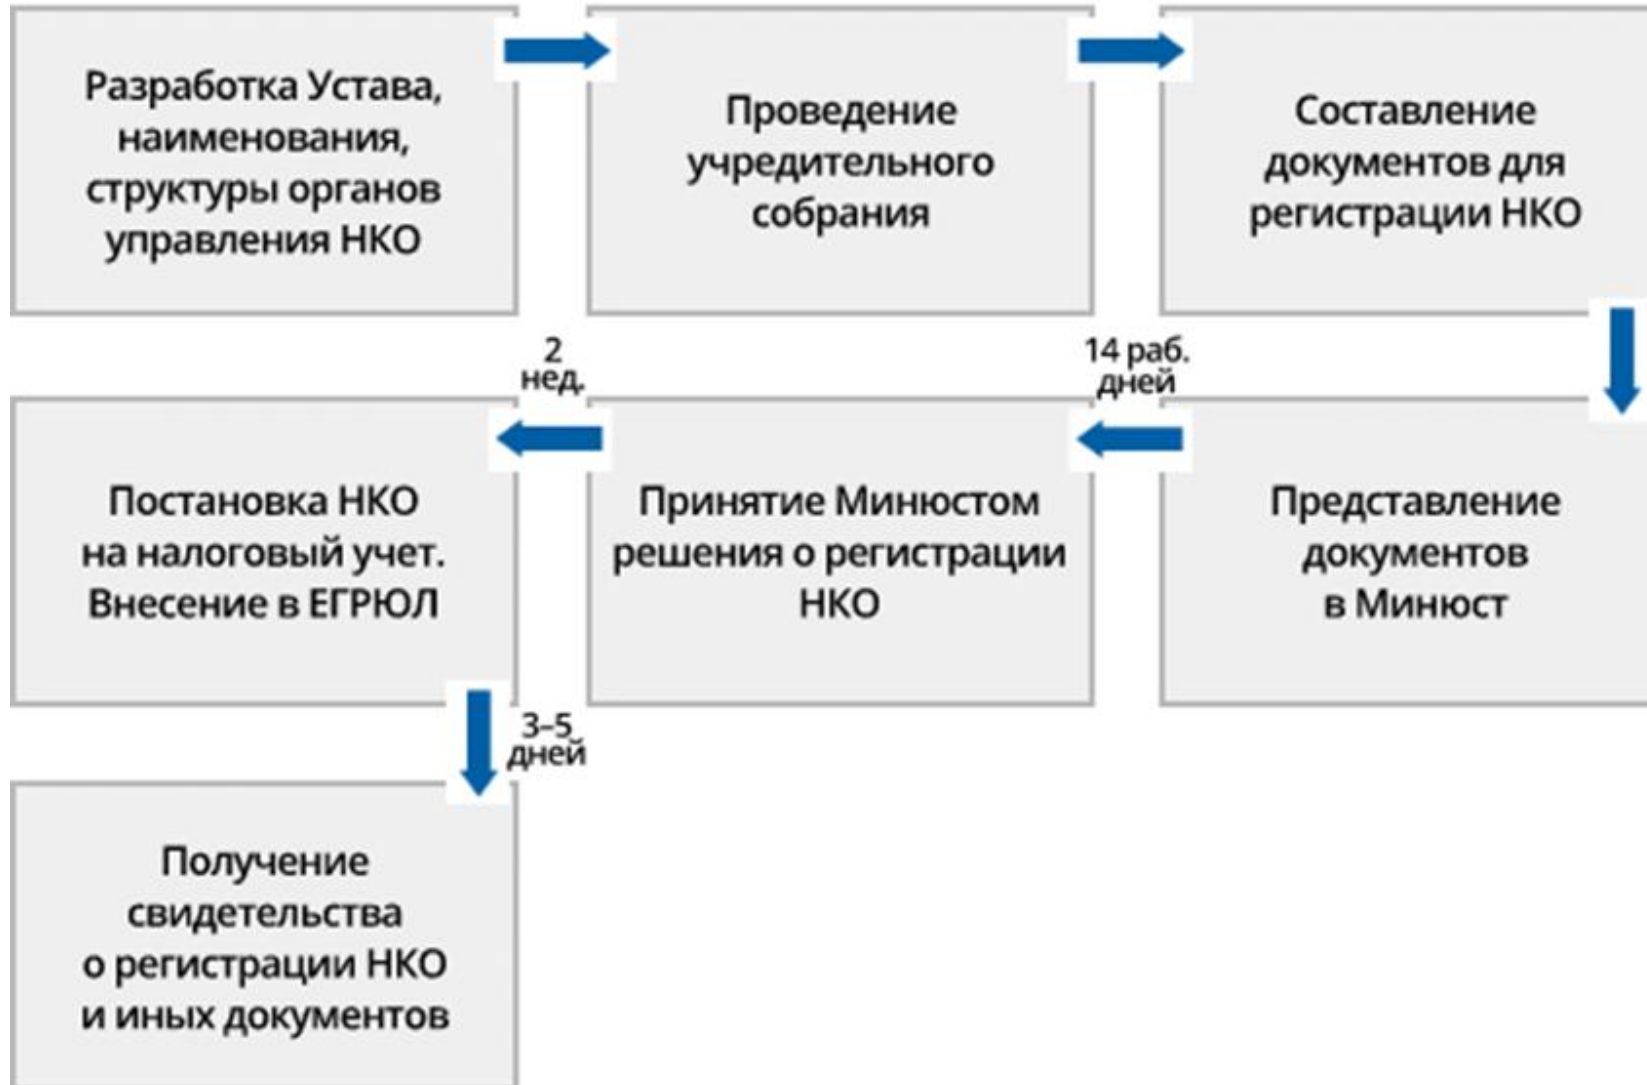 Разработка Устава,
наименования,
структуры органов
управления НКО
Проведение
учредительного
собрания
Составление
документов для
регистрации НКО
Представление
документов
в Минюст
14 раб.
дней
Принятие Минюстом
решения о регистрации
НКО
2
нед.
Постановка НКО
на налоговый учет.
Внесение в ЕГРЮЛ
3–5
дней
Получение
свидетельства
о регистрации НКО
и иных документов